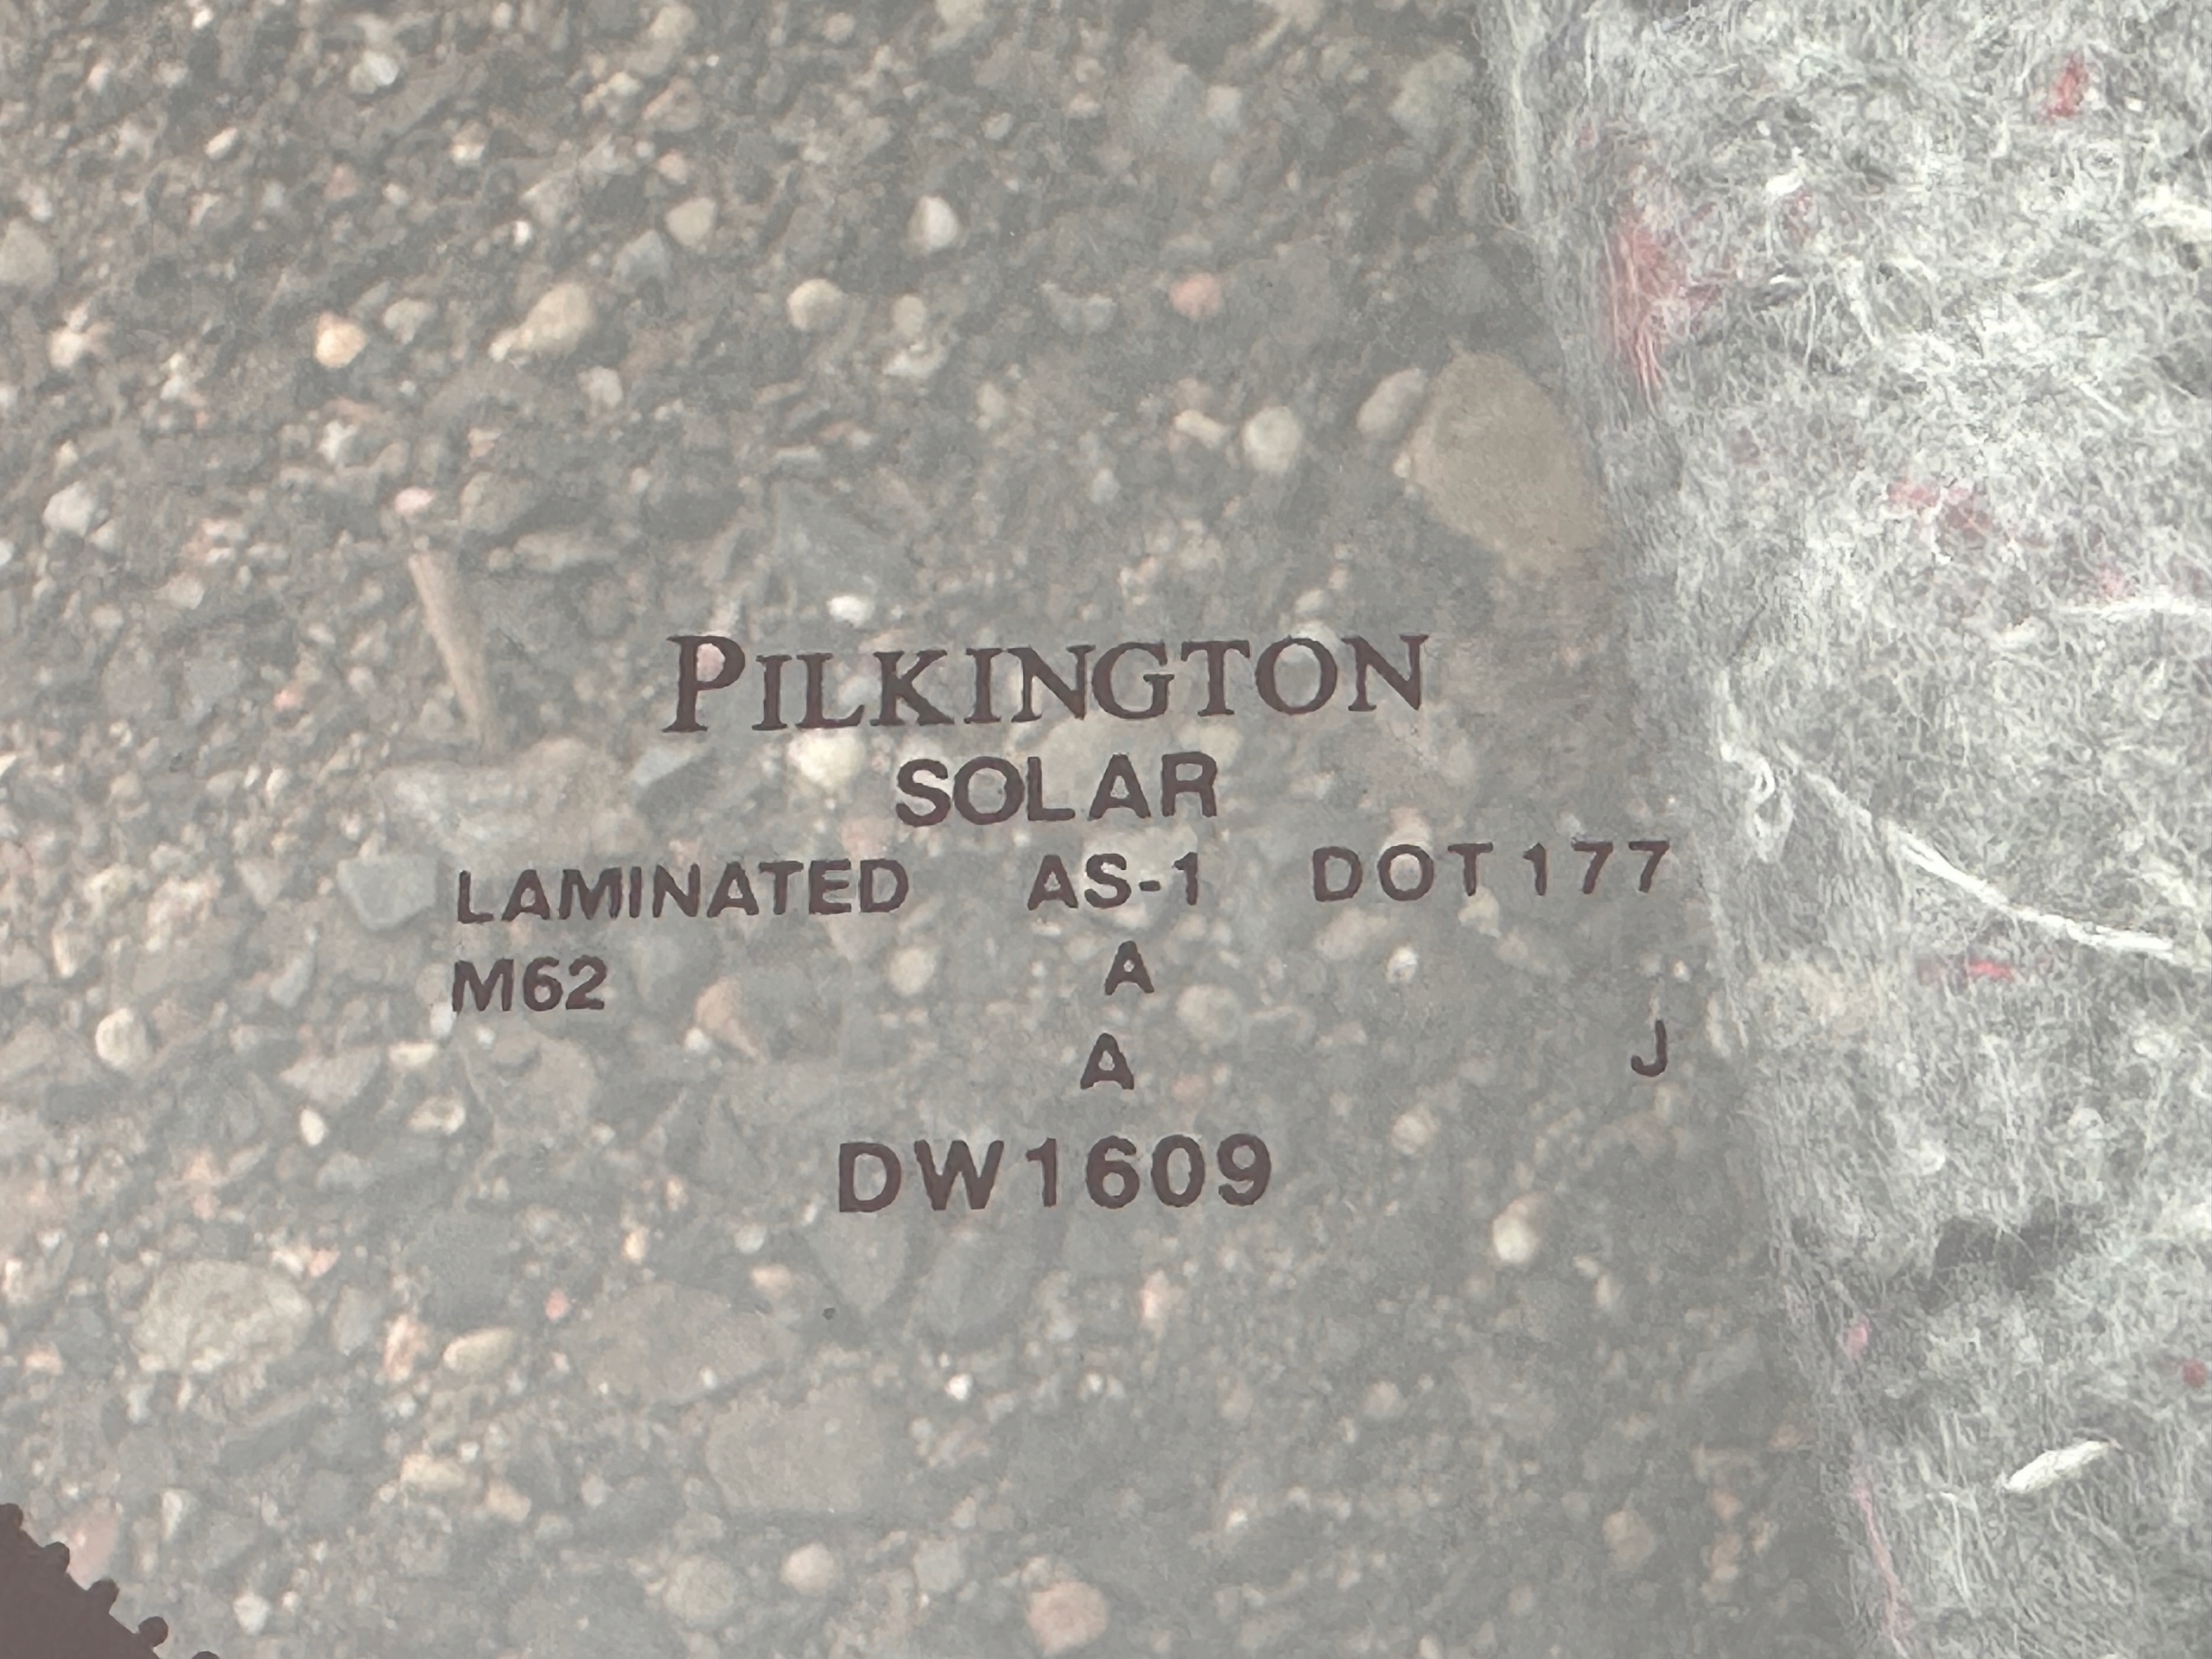 PILKINGTON
SOLAR
LAMINATED AS-1 DOT 177
M62 A
A J
DW1609